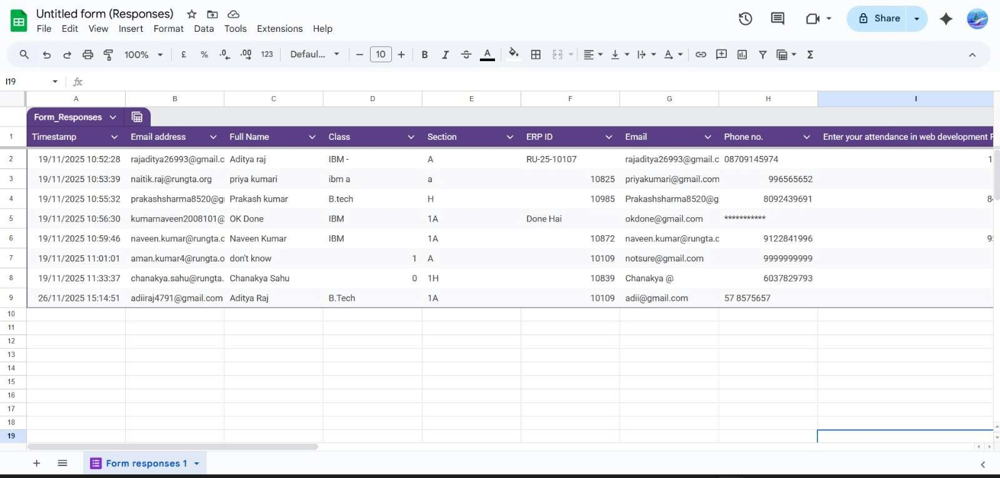 Untitled form (Responses)
File Edit View Insert Format Data Tools Extensions Help
Share
100% £ % .0 .00 123 Defaul... 10 B I A Σ
I19 fx
A B C D E F G H I
Form_Responses
1 Timestamp Email address Full Name Class Section ERP ID Email Phone no. Enter your attendance in web development
2 19/11/2025 10:52:28 rajaditya26993@gmail.c Aditya raj IBM - A RU-25-10107 rajaditya26993@gmail.c 08709145974 1
3 19/11/2025 10:53:39 naitik.raj@rungta.org priya kumari ibm a a 10825 priyakumari@gmail.com 996565652
4 19/11/2025 10:55:32 prakashsharma8520@g Prakash kumar B.tech H 10985 Prakashsharma8520@g 8092439691 84
5 19/11/2025 10:56:30 kumarnaveen2008101@ OK Done IBM 1A Done Hai okdone@gmail.com ***********
6 19/11/2025 10:59:46 naveen.kumar@rungta.c Naveen Kumar IBM 1A 10872 naveen.kumar@rungta.c 9122841996 95
7 19/11/2025 11:01:01 aman.kumar4@rungta.o don't know 1 A 10109 notsure@gmail.com 9999999999
8 19/11/2025 11:33:37 chanakya.sahu@rungta. Chanakya Sahu 0 1H 10839 Chanakya @ 6037829793
9 26/11/2025 15:14:51 adiiraj4791@gmail.com Aditya Raj B.Tech 1A 10109 adii@gmail.com 57 8575657
10
11
12
13
14
15
16
17
18
19
Form responses 1